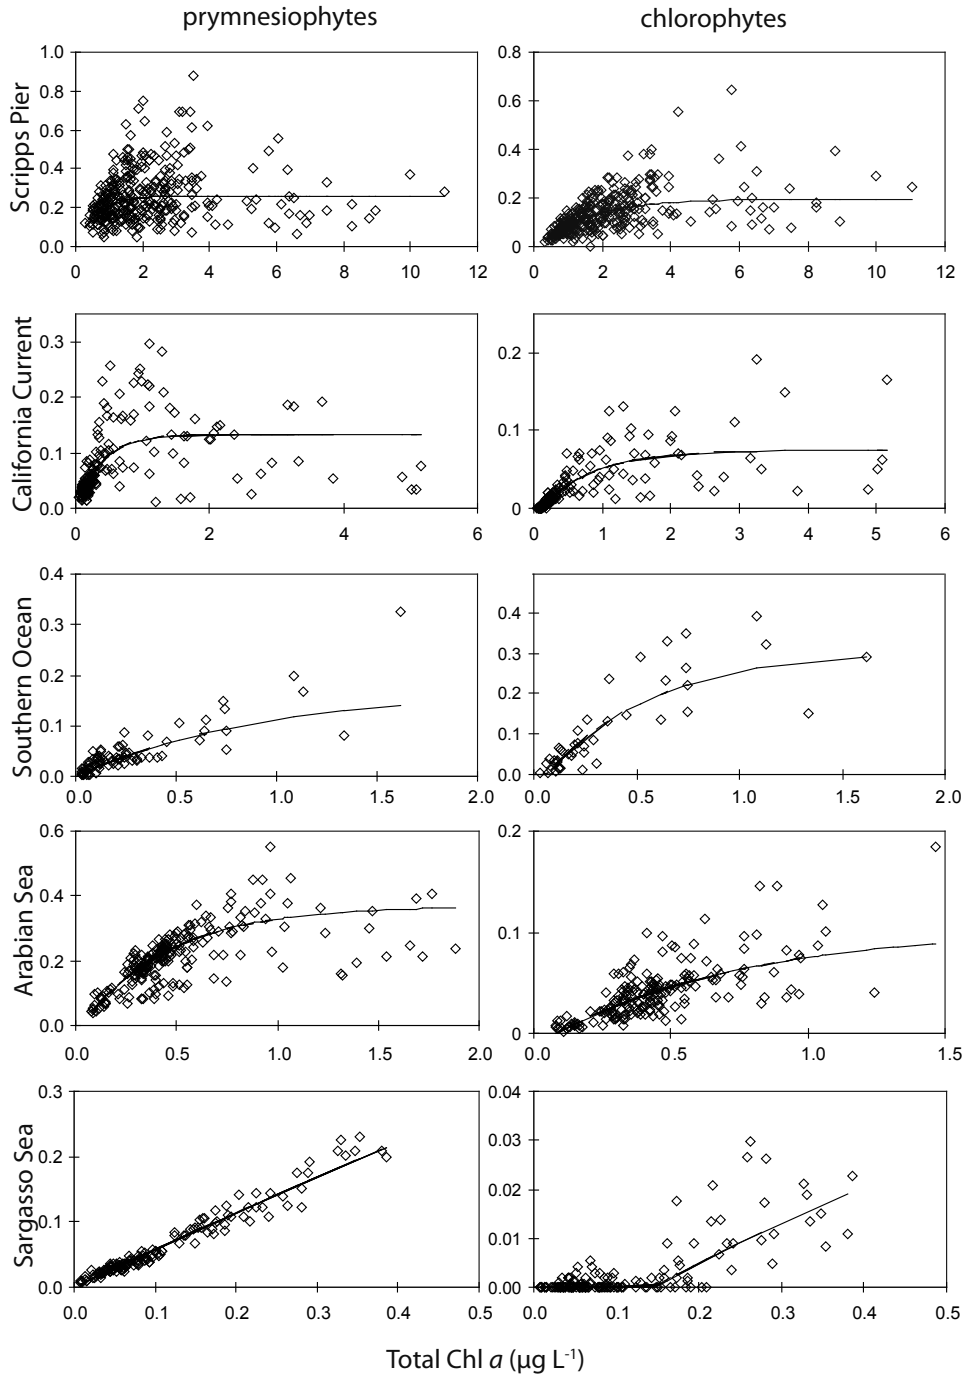 prymnesiophytes chlorophytes
Scripps Pier
1.0
0.8
0.6
0.4
0.2
0.0
0 2 4 6 8 10 12
0.8
0.6
0.4
0.2
0
0 2 4 6 8 10 12
California Current
0.3
0.2
0.1
0.0
0 2 4 6
0.2
0.1
0.0
0 1 2 3 4 5 6
Southern Ocean
0.4
0.3
0.2
0.1
0.0
0.0 0.5 1.0 1.5 2.0
0.4
0.3
0.2
0.1
0.0
0.0 0.5 1.0 1.5 2.0
Arabian Sea
0.6
0.4
0.2
0.0
0.0 0.5 1.0 1.5 2.0
0.2
0.1
0
0.0 0.5 1.0 1.5
Sargasso Sea
0.3
0.2
0.1
0.0
0 0.1 0.2 0.3 0.4 0.5
0.04
0.03
0.02
0.01
0.00
0.0 0.1 0.2 0.3 0.4 0.5
Total Chl a (µg L⁻¹)